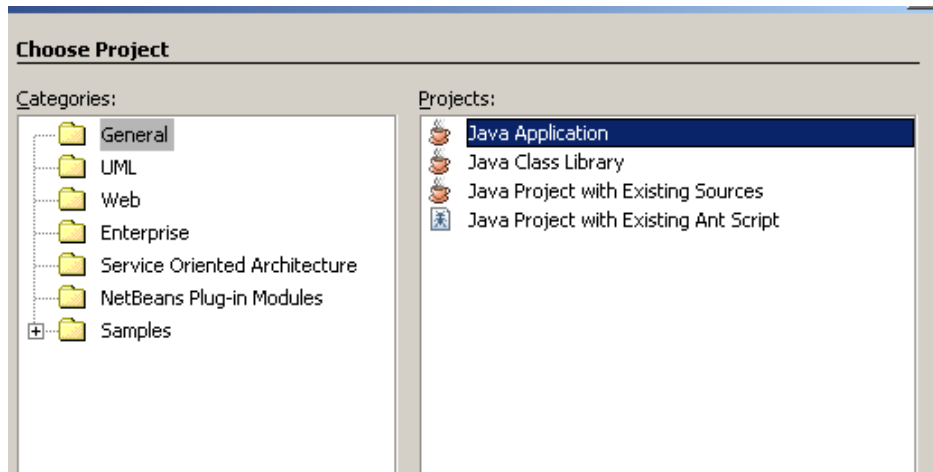 Choose Project
Categories:
General
UML
Web
Enterprise
Service Oriented Architecture
NetBeans Plug-in Modules
Samples
Projects:
Java Application
Java Class Library
Java Project with Existing Sources
Java Project with Existing Ant Script